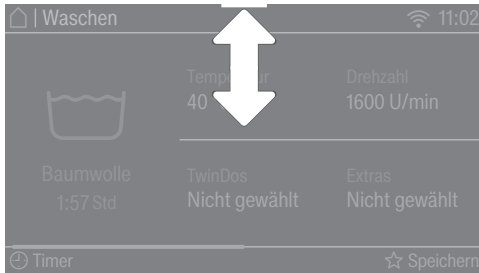 | Waschen 11:02
Temperatur Drehzahl
40 1600 U/min
Baumwolle
1:57 Std
TwinDos Extras
Nicht gewählt Nicht gewählt
Timer Speichern